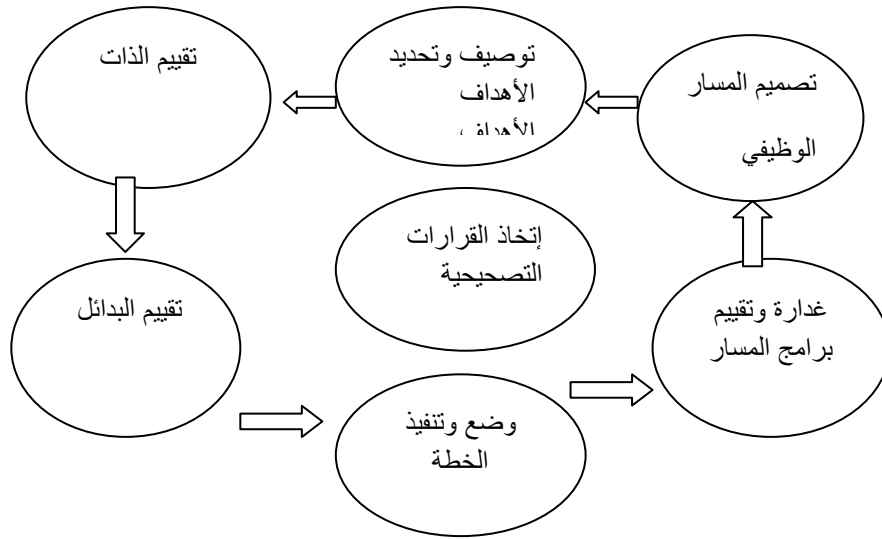 تصميم المسار
الوظيفي
توصيف وتحديد
الأهداف
الأهداف
تقييم الذات
إتخاذ القرارات
التصحيحية
غدارة وتقييم
برامج المسار
تقييم البدائل
وضع وتنفيذ
الخطة